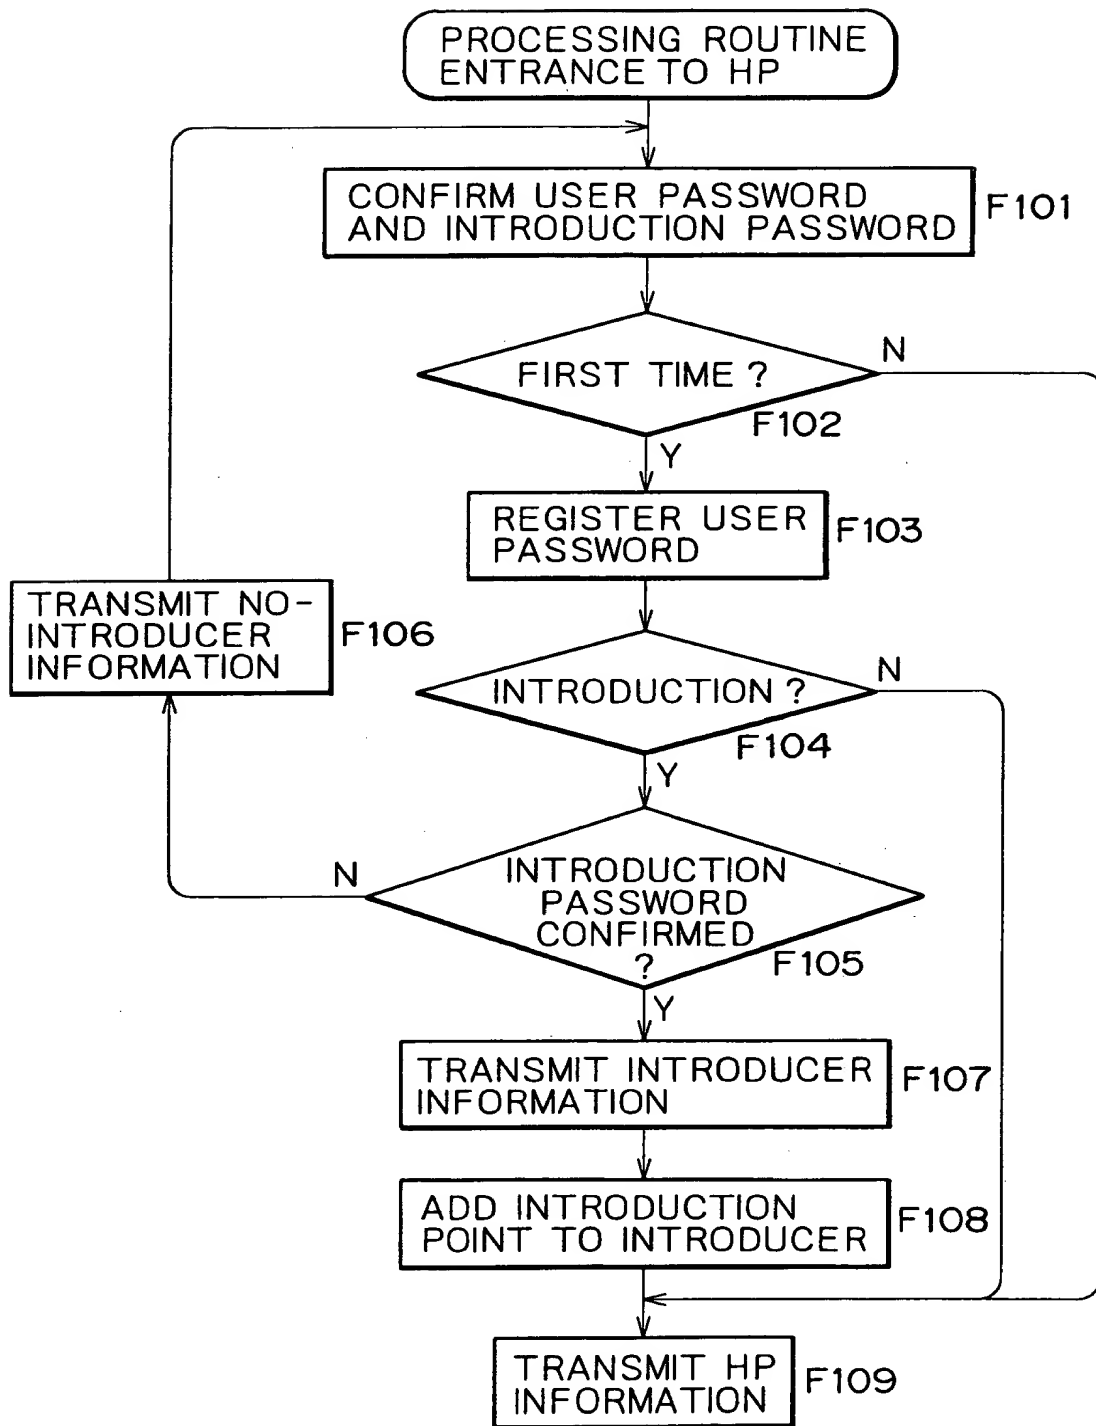 PROCESSING ROUTINE
ENTRANCE TO HP
CONFIRM USER PASSWORD
AND INTRODUCTION PASSWORD
F101
FIRST TIME ?
N
F102
Y
REGISTER USER
PASSWORD
F103
TRANSMIT NO-
INTRODUCER
INFORMATION
F106
INTRODUCTION ?
N
F104
Y
INTRODUCTION
PASSWORD
CONFIRMED
?
N
F105
Y
TRANSMIT INTRODUCER
INFORMATION
F107
ADD INTRODUCTION
POINT TO INTRODUCER
F108
TRANSMIT HP
INFORMATION
F109